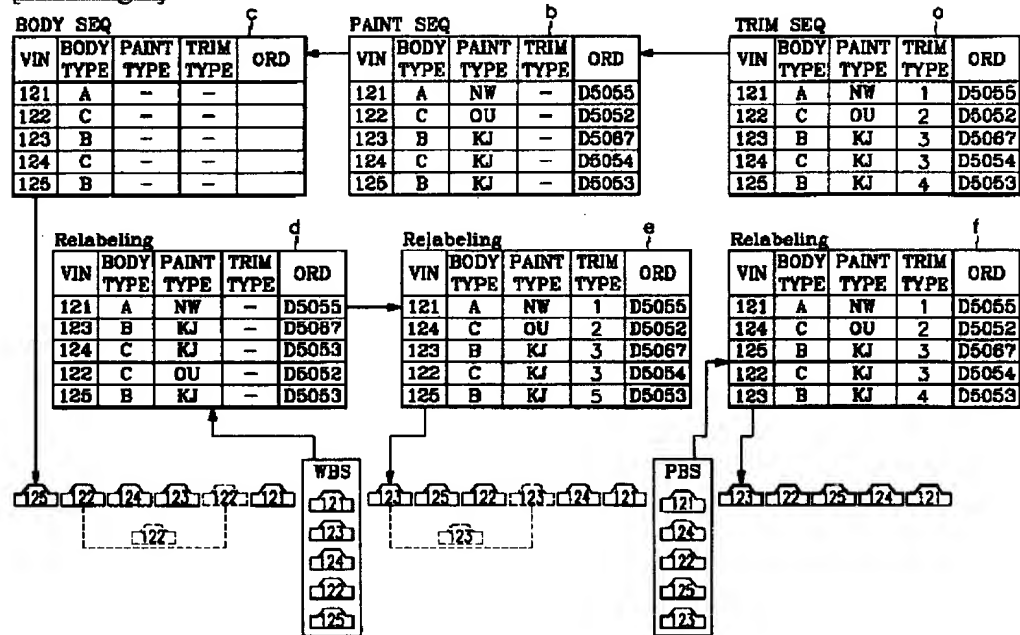 BODY SEQ c
VIN BODY TYPE PAINT TYPE TRIM TYPE ORD
121 A - -
122 C - -
123 B - -
124 C - -
125 B - -
PAINT SEQ b
VIN BODY TYPE PAINT TYPE TRIM TYPE ORD
121 A NW - D5055
122 C OU - D5052
123 B KJ - D5067
124 C KJ - D5054
125 B KJ - D5053
TRIM SEQ a
VIN BODY TYPE PAINT TYPE TRIM TYPE ORD
121 A NW 1 D5055
122 C OU 2 D5052
123 B KJ 3 D5067
124 C KJ 3 D5054
125 B KJ 4 D5053
Relabeling d
VIN BODY TYPE PAINT TYPE TRIM TYPE ORD
121 A NW - D5055
123 B KJ - D5067
124 C KJ - D5053
122 C OU - D5052
125 B KJ - D5053
Relabeling e
VIN BODY TYPE PAINT TYPE TRIM TYPE ORD
121 A NW 1 D5055
124 C OU 2 D5052
123 B KJ 3 D5067
122 C KJ 3 D5054
125 B KJ 5 D5053
Relabeling f
VIN BODY TYPE PAINT TYPE TRIM TYPE ORD
121 A NW 1 D5055
124 C OU 2 D5052
125 B KJ 3 D5067
122 C KJ 3 D5054
123 B KJ 4 D5053
125 122 124 123 122 121
122
WBS
121
123
124
122
125
123 125 122 123 124 121
123
PBS
121
124
122
125
123
123 122 125 124 121